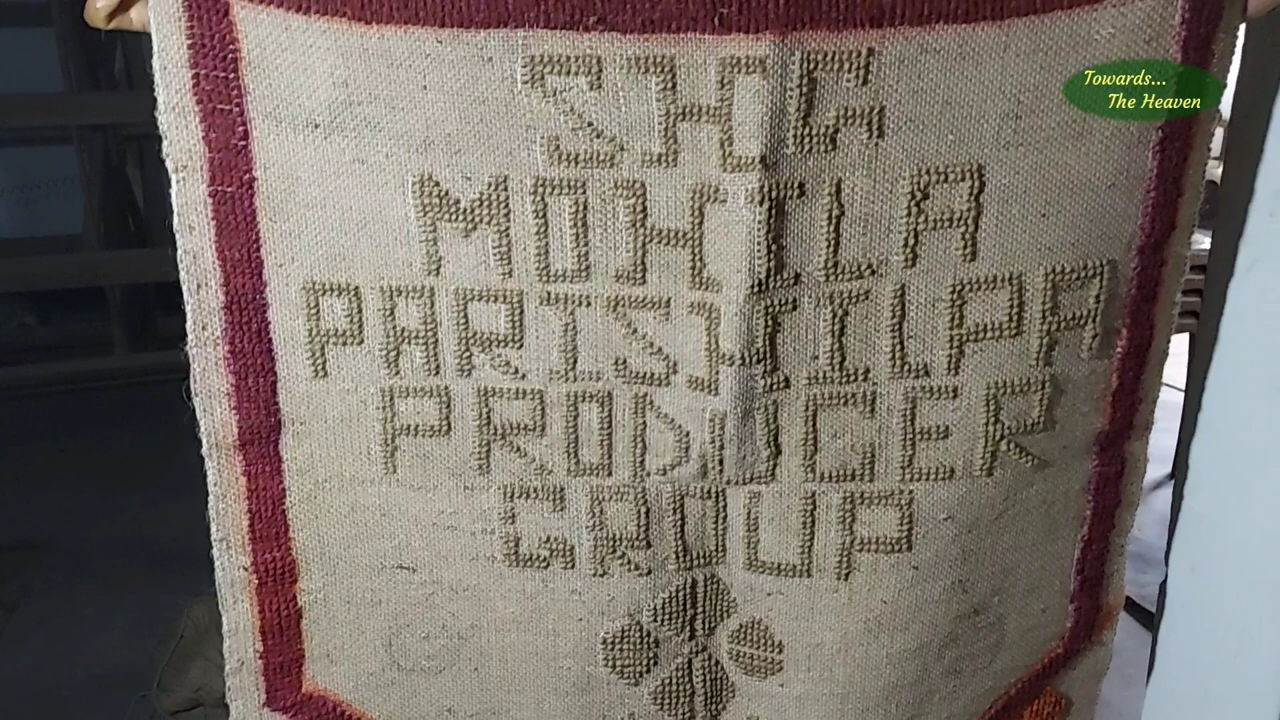 SHG
MOHILA
PARISHILPA
PRODUCER
GROUP
Towards...
The Heaven